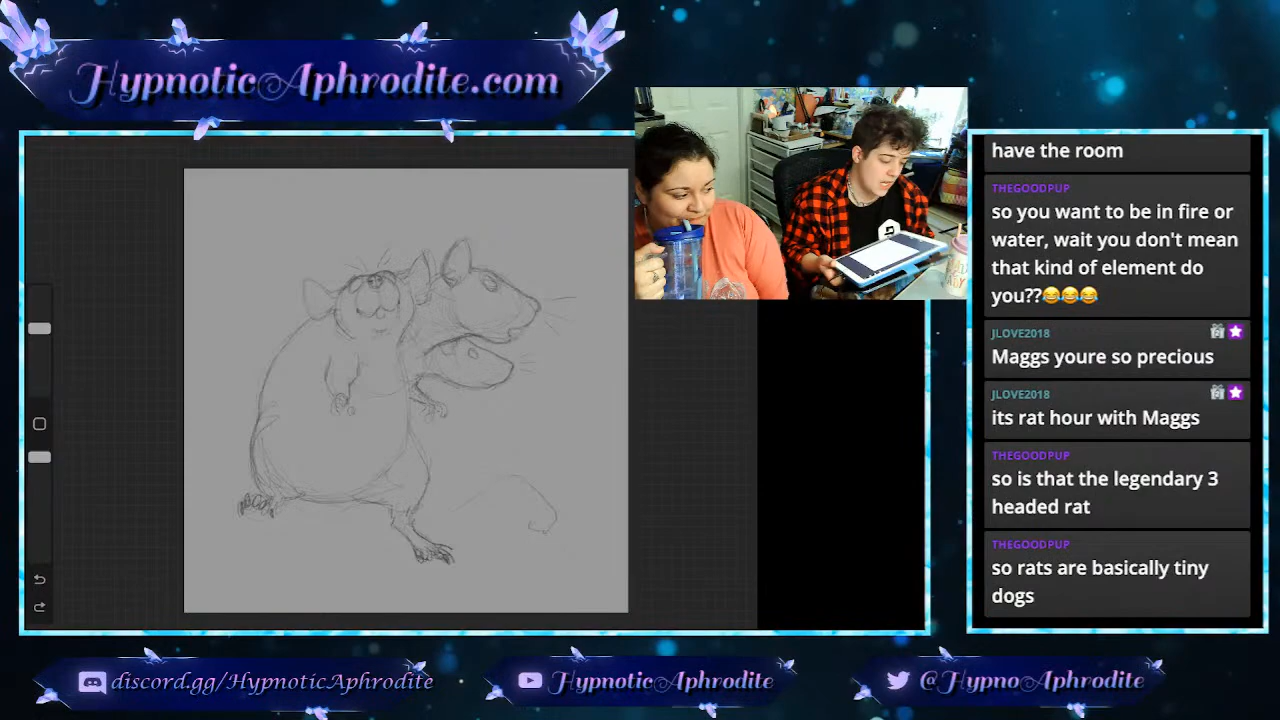 HypnoticAphrodite.com
have the room
THEGOODPUP
so you want to be in fire or
water, wait you don't mean
that kind of element do
you??😂😂😂
JLOVE2018
Maggs youre so precious
JLOVE2018
its rat hour with Maggs
THEGOODPUP
so is that the legendary 3
headed rat
THEGOODPUP
so rats are basically tiny
dogs
discord.gg/HypnoticAphrodite
HypnoticAphrodite
@HypnoAphrodite